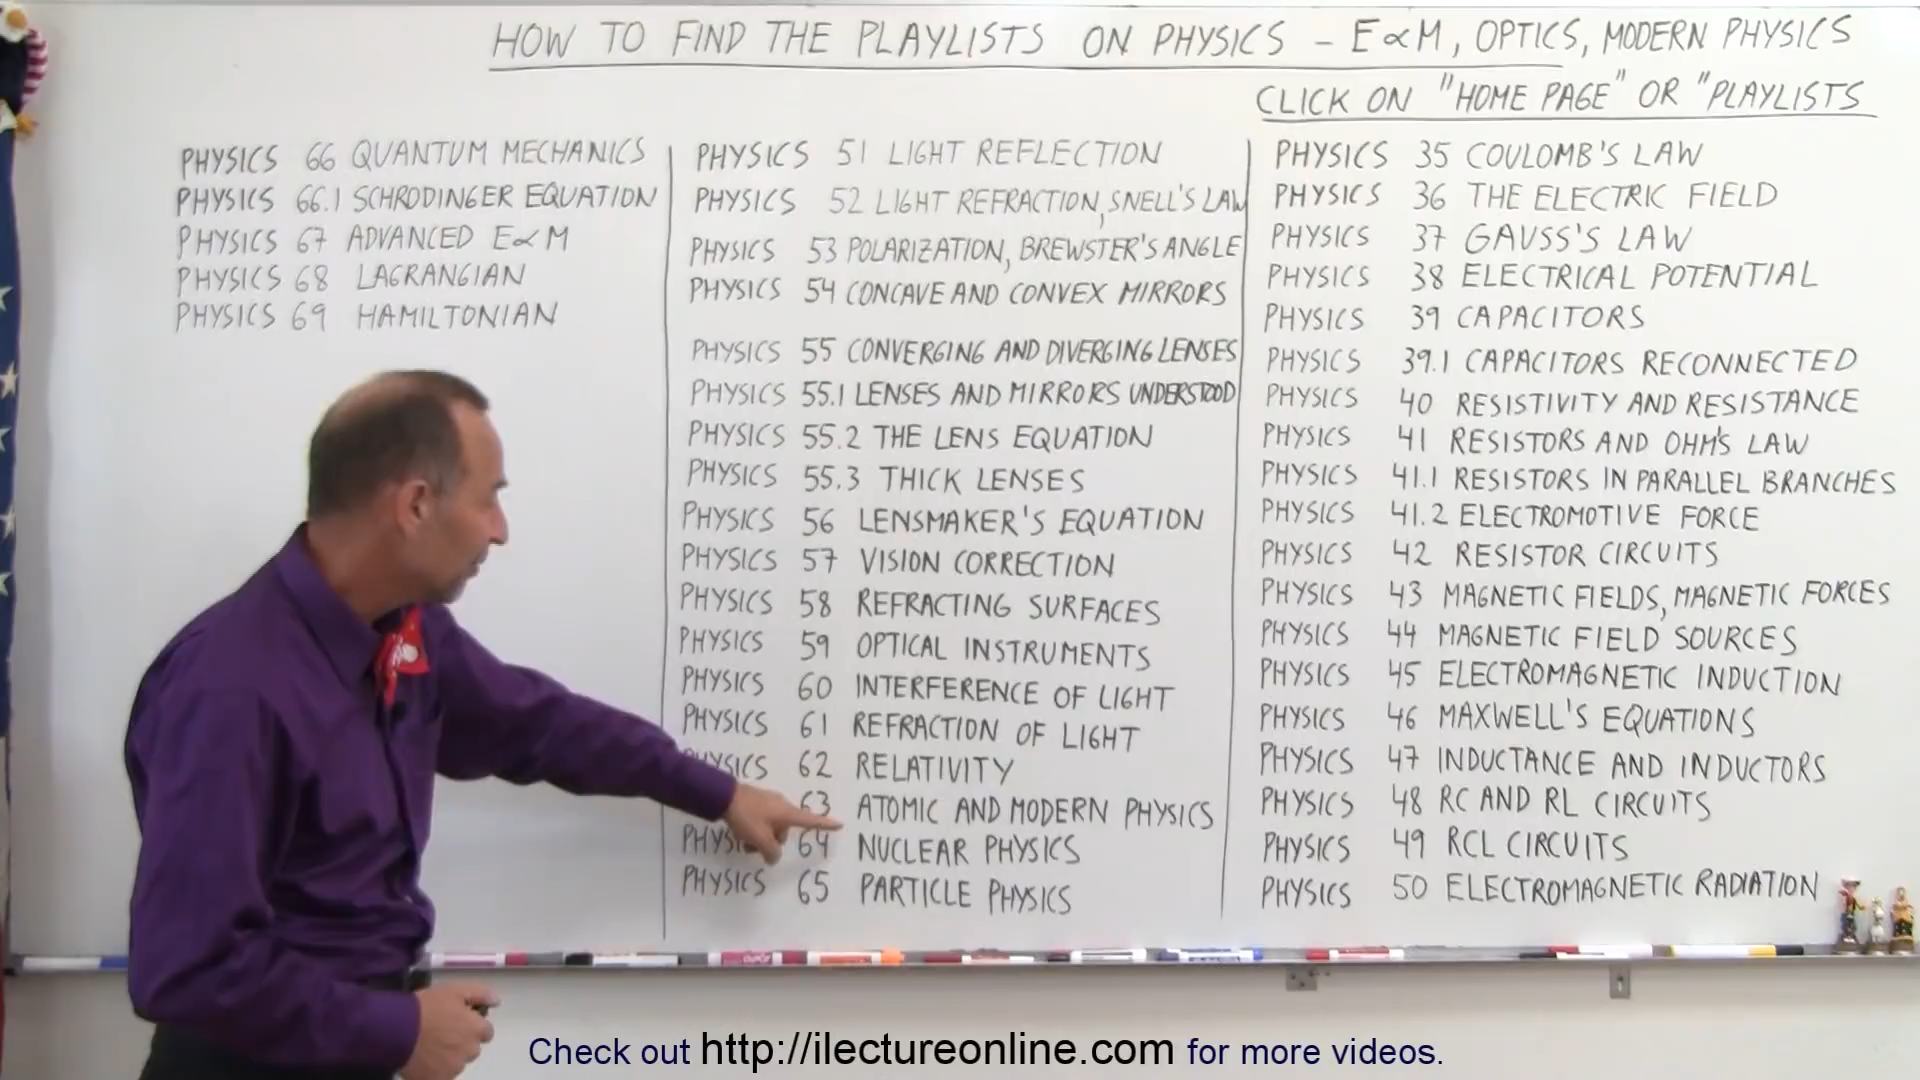 HOW TO FIND THE PLAYLISTS ON PHYSICS – E∝M, OPTICS, MODERN PHYSICS
CLICK ON "HOME PAGE" OR "PLAYLISTS
PHYSICS 66 QUANTUM MECHANICS
PHYSICS 66.1 SCHRODINGER EQUATION
PHYSICS 67 ADVANCED E∝M
PHYSICS 68 LAGRANGIAN
PHYSICS 69 HAMILTONIAN
PHYSICS 51 LIGHT REFLECTION
PHYSICS 52 LIGHT REFRACTION, SNELL'S LAW
PHYSICS 53 POLARIZATION, BREWSTER'S ANGLE
PHYSICS 54 CONCAVE AND CONVEX MIRRORS
PHYSICS 55 CONVERGING AND DIVERGING LENSES
PHYSICS 55.1 LENSES AND MIRRORS UNDERSTOOD
PHYSICS 55.2 THE LENS EQUATION
PHYSICS 55.3 THICK LENSES
PHYSICS 56 LENSMAKER'S EQUATION
PHYSICS 57 VISION CORRECTION
PHYSICS 58 REFRACTING SURFACES
PHYSICS 59 OPTICAL INSTRUMENTS
PHYSICS 60 INTERFERENCE OF LIGHT
PHYSICS 61 REFRACTION OF LIGHT
PHYSICS 62 RELATIVITY
63 ATOMIC AND MODERN PHYSICS
PHYSIC 64 NUCLEAR PHYSICS
PHYSICS 65 PARTICLE PHYSICS
PHYSICS 35 COULOMB'S LAW
PHYSICS 36 THE ELECTRIC FIELD
PHYSICS 37 GAUSS'S LAW
PHYSICS 38 ELECTRICAL POTENTIAL
PHYSICS 39 CAPACITORS
PHYSICS 39.1 CAPACITORS RECONNECTED
PHYSICS 40 RESISTIVITY AND RESISTANCE
PHYSICS 41 RESISTORS AND OHM'S LAW
PHYSICS 41.1 RESISTORS IN PARALLEL BRANCHES
PHYSICS 41.2 ELECTROMOTIVE FORCE
PHYSICS 42 RESISTOR CIRCUITS
PHYSICS 43 MAGNETIC FIELDS, MAGNETIC FORCES
PHYSICS 44 MAGNETIC FIELD SOURCES
PHYSICS 45 ELECTROMAGNETIC INDUCTION
PHYSICS 46 MAXWELL'S EQUATIONS
PHYSICS 47 INDUCTANCE AND INDUCTORS
PHYSICS 48 RC AND RL CIRCUITS
PHYSICS 49 RCL CIRCUITS
PHYSICS 50 ELECTROMAGNETIC RADIATION
Check out http://ilectureonline.com for more videos.